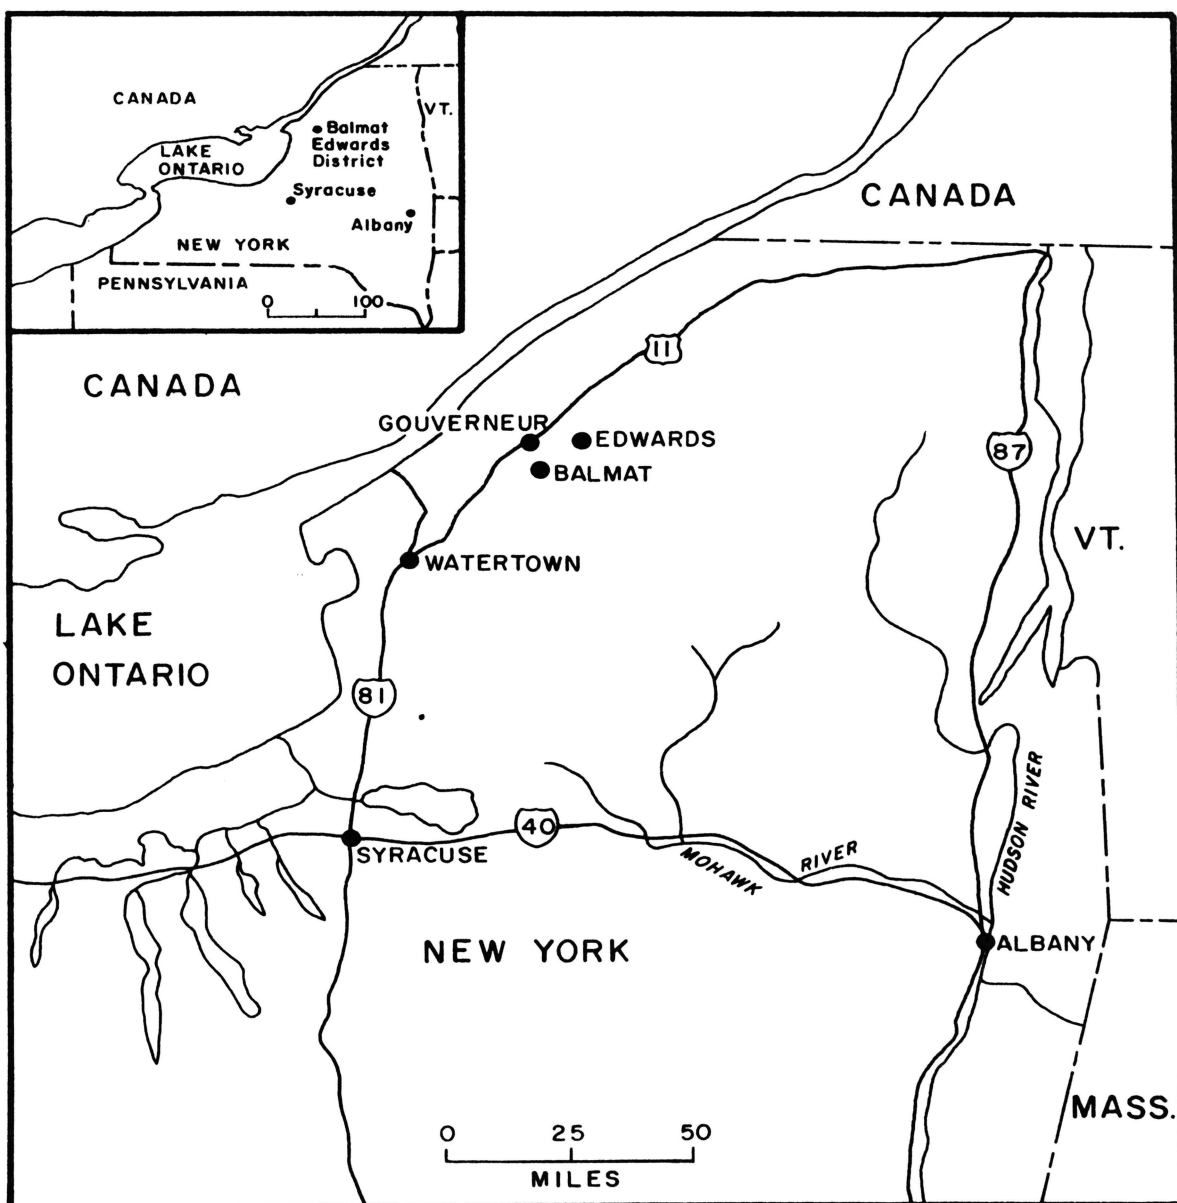 CANADA
VT.
Balmat
Edwards
District
LAKE
ONTARIO
Syracuse
Albany
NEW YORK
PENNSYLVANIA
0 100
CANADA
11
CANADA
GOUVERNEUR
EDWARDS
BALMAT
87
VT.
WATERTOWN
LAKE
ONTARIO
81
HUDSON RIVER
40
SYRACUSE
MOHAWK RIVER
NEW YORK
ALBANY
MASS.
0 25 50
MILES